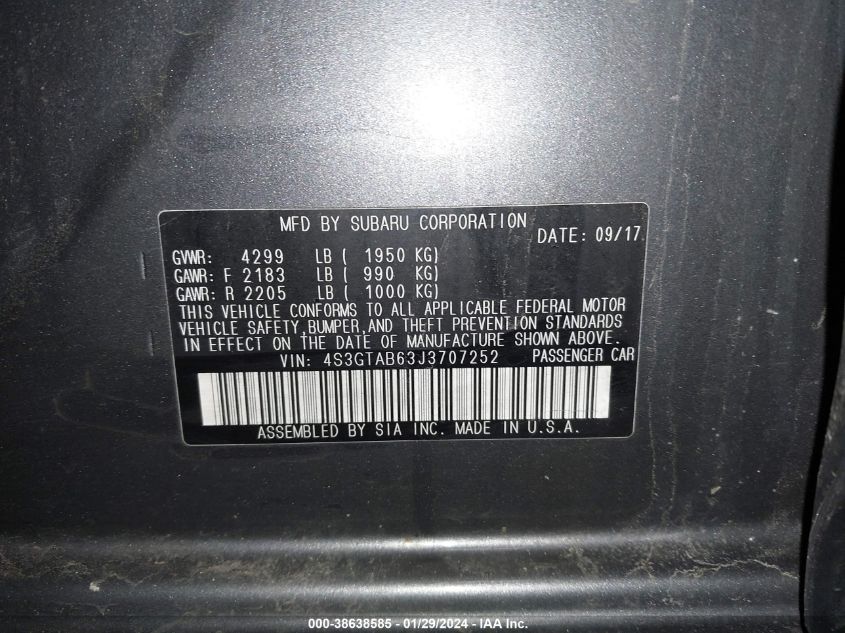 MFD BY SUBARU CORPORATION
DATE: 09/17
GVWR: 4299 LB ( 1950 KG)
GAWR: F 2183 LB ( 990 KG)
GAWR: R 2205 LB ( 1000 KG)
THIS VEHICLE CONFORMS TO ALL APPLICABLE FEDERAL MOTOR
VEHICLE SAFETY, BUMPER, AND THEFT PREVENTION STANDARDS
IN EFFECT ON THE DATE OF MANUFACTURE SHOWN ABOVE.
VIN: 4S3GTAB63J3707252 PASSENGER CAR
ASSEMBLED BY SIA INC. MADE IN U.S.A.
000-38638585 - 01/29/2024 - IAA Inc.